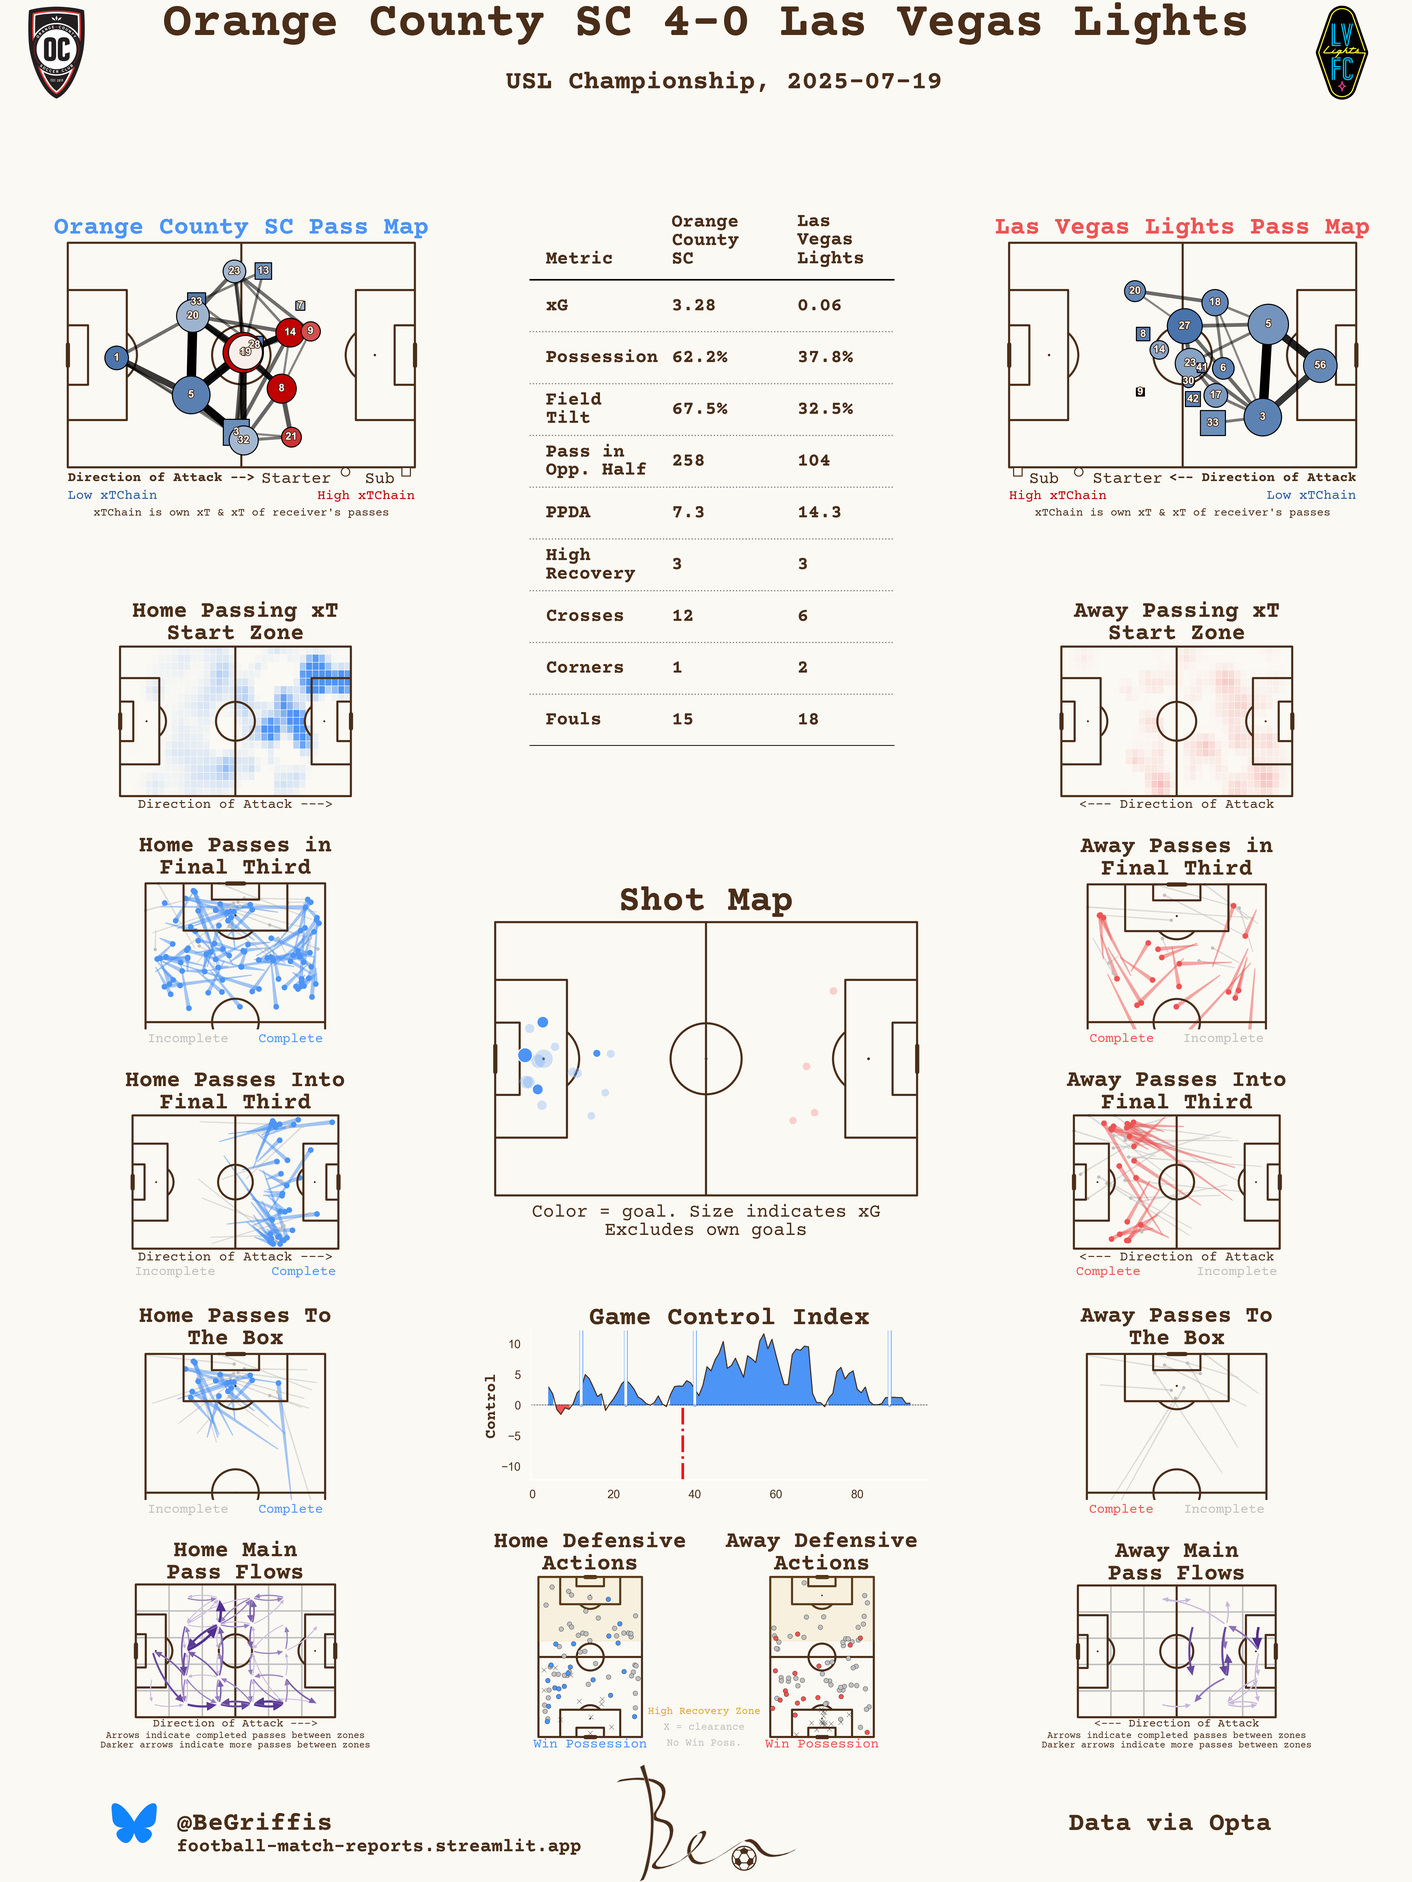 Orange County SC 4-0 Las Vegas Lights
USL Championship, 2025-07-19
OC
LV
Lights
FC
Orange County SC Pass Map
23
13
33
20
7
14
9
28
19
1
8
5
3
32
21
Direction of Attack --> Starter Sub
Low xTChain High xTChain
xTChain is own xT & xT of receiver's passes
Metric Orange County SC Las Vegas Lights
xG 3.28 0.06
Possession 62.2% 37.8%
Field Tilt 67.5% 32.5%
Pass in Opp. Half 258 104
PPDA 7.3 14.3
High Recovery 3 3
Crosses 12 6
Corners 1 2
Fouls 15 18
Las Vegas Lights Pass Map
20
18
27
5
8
14
23
41
6
56
30
9
42
17
33
3
Sub Starter <-- Direction of Attack
High xTChain Low xTChain
xTChain is own xT & xT of receiver's passes
Home Passing xT
Start Zone
Direction of Attack --->
Away Passing xT
Start Zone
<--- Direction of Attack
Home Passes in
Final Third
Incomplete Complete
Away Passes in
Final Third
Complete Incomplete
Shot Map
Color = goal. Size indicates xG
Excludes own goals
Home Passes Into
Final Third
Direction of Attack --->
Incomplete Complete
Away Passes Into
Final Third
<--- Direction of Attack
Complete Incomplete
Home Passes To
The Box
Incomplete Complete
Game Control Index
Control
10
5
0
−5
−10
0 20 40 60 80
Away Passes To
The Box
Complete Incomplete
Home Main
Pass Flows
Direction of Attack --->
Arrows indicate completed passes between zones
Darker arrows indicate more passes between zones
Home Defensive
Actions
Win Possession
Away Defensive
Actions
Win Possession
High Recovery Zone
X = clearance
No Win Poss.
Away Main
Pass Flows
<--- Direction of Attack
Arrows indicate completed passes between zones
Darker arrows indicate more passes between zones
@BeGriffis
football-match-reports.streamlit.app
Ben
Data via Opta